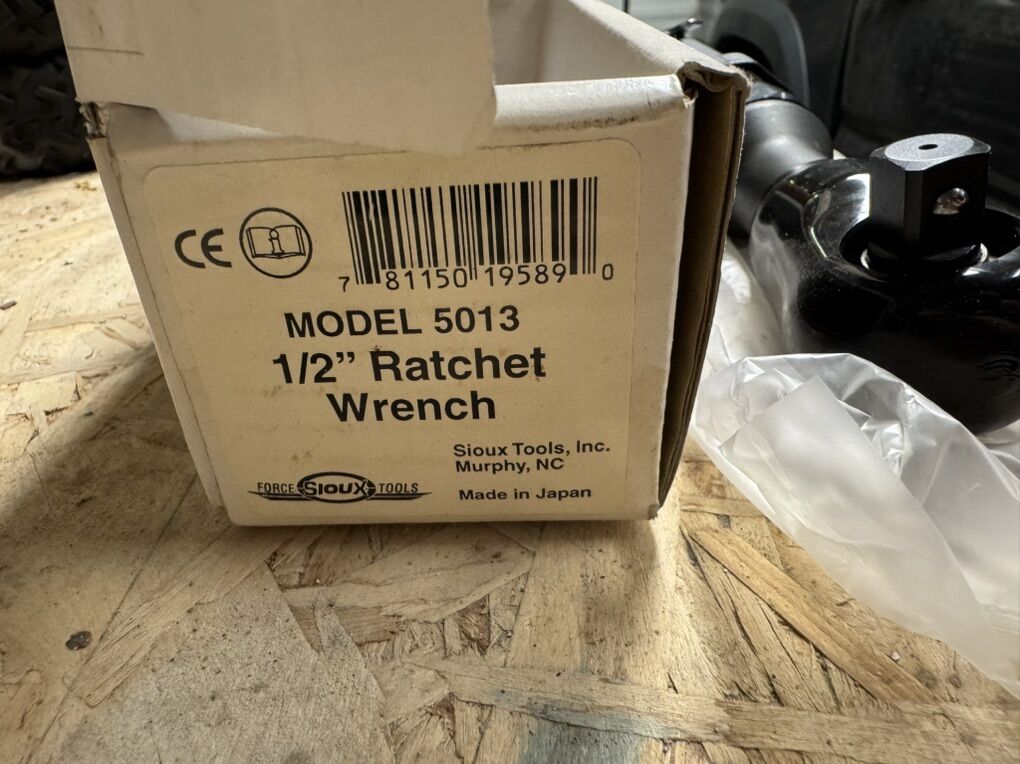 CE
7 81150 19589 0
MODEL 5013
1/2” Ratchet
Wrench
Sioux Tools, Inc.
Murphy, NC
FORCE SIOUX TOOLS
Made in Japan